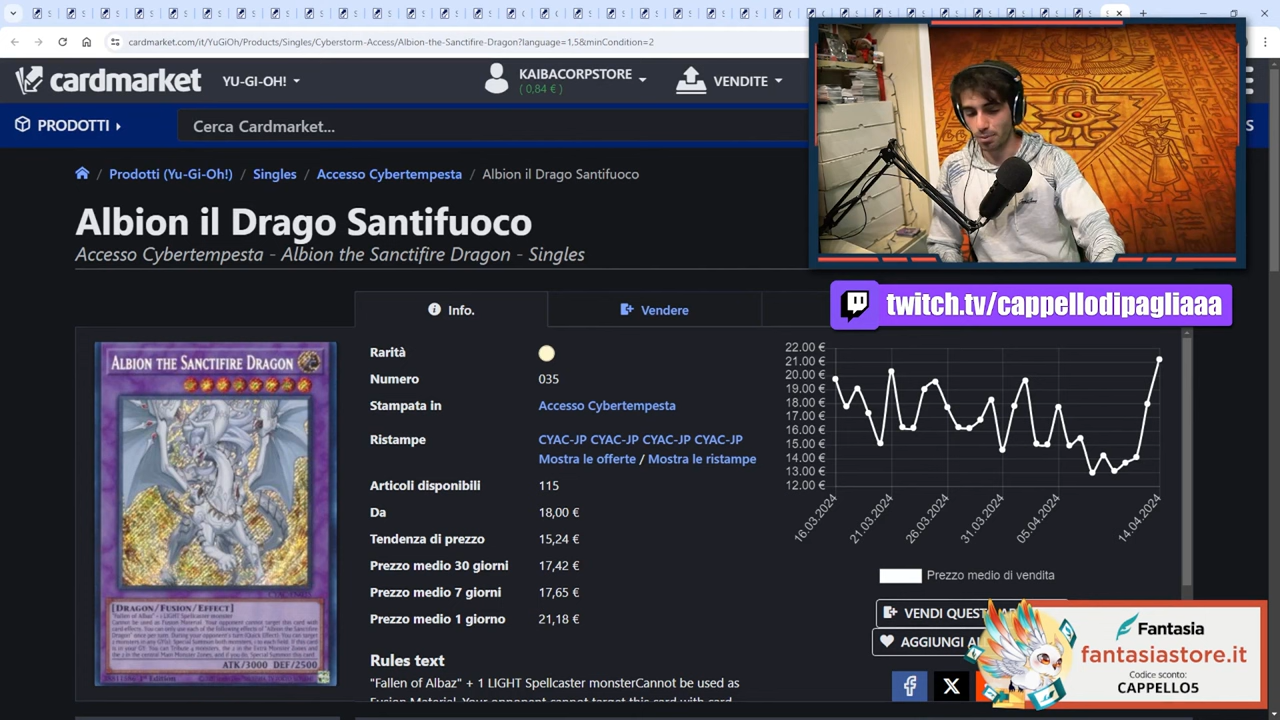 cardmarket.com/it/YuGiOh/Products/Singles/Cyberstorm-Access/Albion-the-Sanctifire-Dragon?language=1,5&minCondition=2
cardmarket
YU-GI-OH!
KAIBACORPSTORE
( 0,84 € )
VENDITE
PRODOTTI
Cerca Cardmarket...
S
/ Prodotti (Yu-Gi-Oh!) / Singles / Accesso Cybertempesta / Albion il Drago Santifuoco
Albion il Drago Santifuoco
Accesso Cybertempesta - Albion the Sanctifire Dragon - Singles
twitch.tv/cappellodipagliaaa
Info.
Vendere
ALBION THE SANCTIFIRE DRAGON
[DRAGON/FUSION/EFFECT]
ATK/3000 DEF/2500
Rarità
Numero 035
Stampata in Accesso Cybertempesta
Ristampe CYAC-JP CYAC-JP CYAC-JP CYAC-JP
Mostra le offerte / Mostra le ristampe
Articoli disponibili 115
Da 18,00 €
Tendenza di prezzo 15,24 €
Prezzo medio 30 giorni 17,42 €
Prezzo medio 7 giorni 17,65 €
Prezzo medio 1 giorno 21,18 €
Rules text
"Fallen of Albaz" + 1 LIGHT Spellcaster monsterCannot be used as
22.00 €
21.00 €
20.00 €
19.00 €
18.00 €
17.00 €
16.00 €
15.00 €
14.00 €
13.00 €
12.00 €
16.03.2024
21.03.2024
26.03.2024
31.03.2024
05.04.2024
14.04.2024
Prezzo medio di vendita
VENDI QUEST
AGGIUNGI A
Fantasia
fantasiastore.it
Codice sconto:
CAPPELLO5